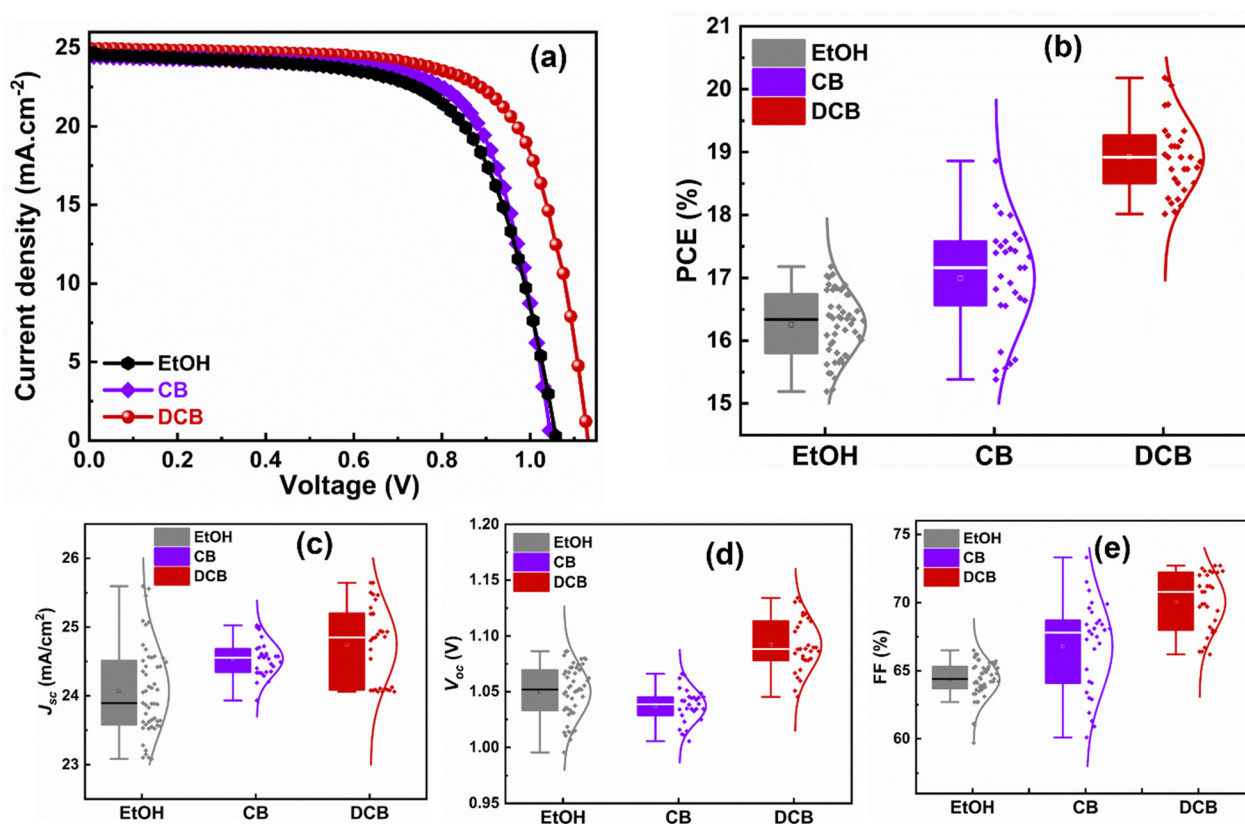 (a)
Current density (mA.cm⁻²)
25
20
15
10
5
0
EtOH
CB
DCB
0.0 0.2 0.4 0.6 0.8 1.0
Voltage (V)
(b)
PCE (%)
21
20
19
18
17
16
15
EtOH
CB
DCB
EtOH CB DCB
(c)
Jsc (mA/cm²)
26
25
24
23
EtOH
CB
DCB
EtOH CB DCB
(d)
Voc (V)
1.20
1.15
1.10
1.05
1.00
0.95
EtOH
CB
DCB
EtOH CB DCB
(e)
FF (%)
75
70
65
60
EtOH
CB
DCB
EtOH CB DCB